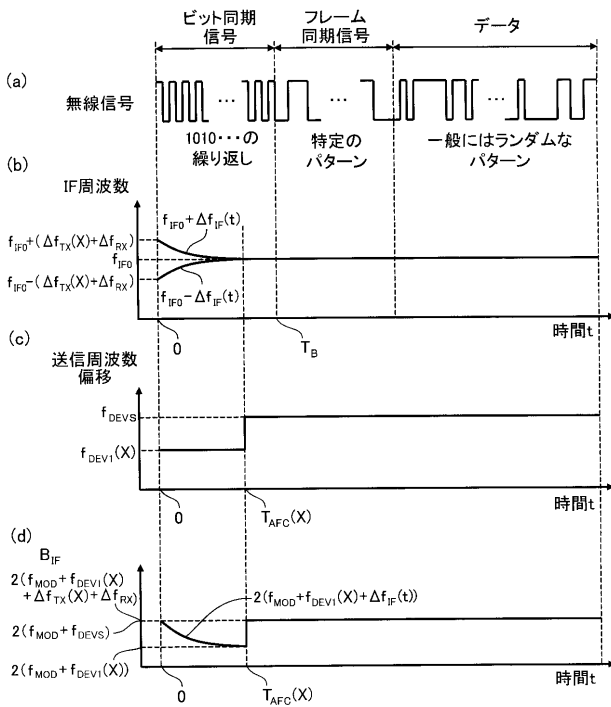 ビット同期
信号
フレーム
同期信号
データ
(a)
無線信号
･･･
･･･
･･･
1010･･･の
繰り返し
特定の
パターン
一般にはランダムな
パターン
(b)
IF周波数
f_IF0+(Δf_TX(X)+Δf_RX)
f_IF0
f_IF0-(Δf_TX(X)+Δf_RX)
f_IF0+Δf_IF(t)
f_IF0-Δf_IF(t)
0
T_B
時間t
(c)
送信周波数
偏移
f_DEVS
f_DEV1(X)
0
T_AFC(X)
時間t
(d)
B_IF
2(f_MOD+f_DEV1(X)
+Δf_TX(X)+Δf_RX)
2(f_MOD+f_DEVS)
2(f_MOD+f_DEV1(X))
2(f_MOD+f_DEV1(X)+Δf_IF(t))
0
T_AFC(X)
時間t